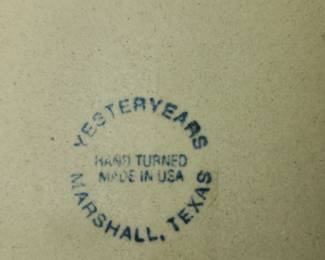 YESTERYEARS
HAND TURNED
MADE IN USA
MARSHALL, TEXAS